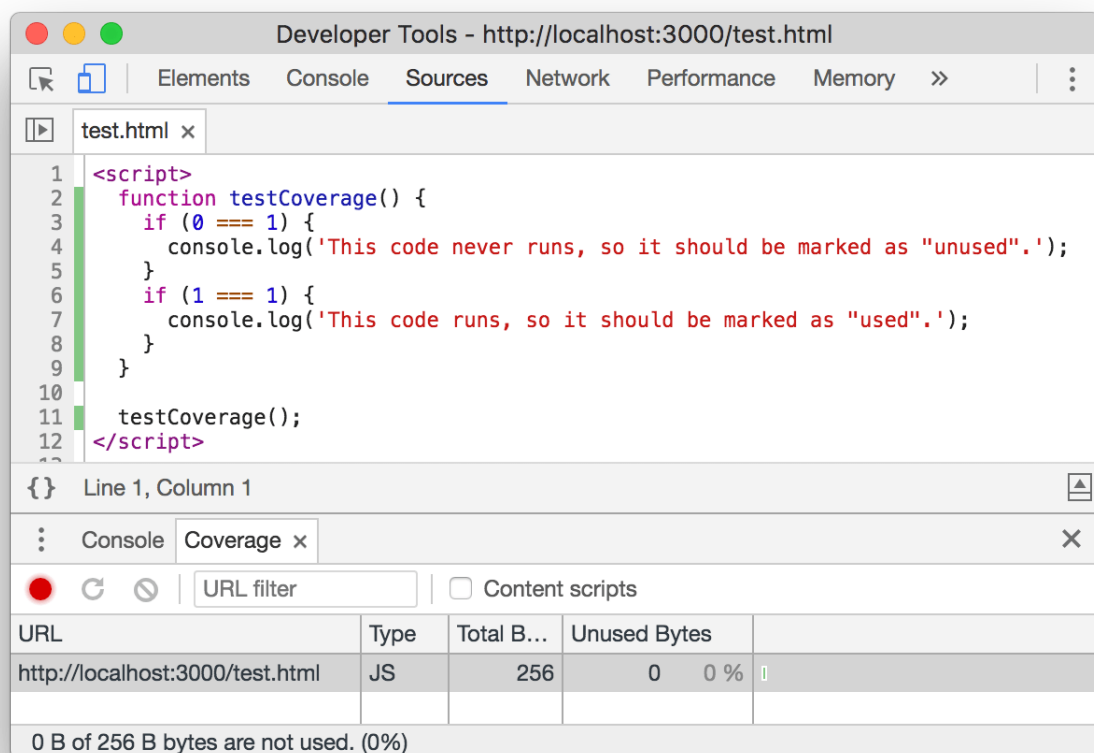 Developer Tools - http://localhost:3000/test.html
Elements Console Sources Network Performance Memory »
test.html ×
1 <script>
2   function testCoverage() {
3     if (0 === 1) {
4       console.log('This code never runs, so it should be marked as "unused".');
5     }
6     if (1 === 1) {
7       console.log('This code runs, so it should be marked as "used".');
8     }
9   }
10
11   testCoverage();
12 </script>
{} Line 1, Column 1
Console Coverage ×
URL filter Content scripts
URL Type Total B... Unused Bytes
http://localhost:3000/test.html JS 256 0 0 %
0 B of 256 B bytes are not used. (0%)